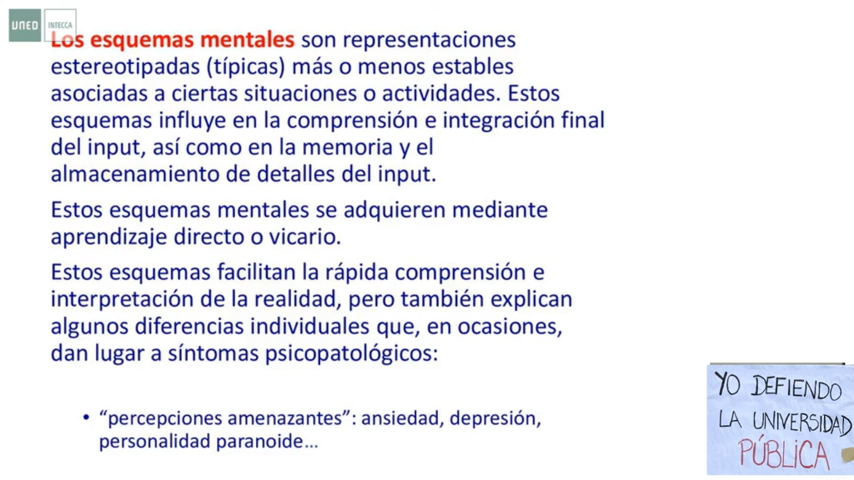 UNED
INTECCA
Los esquemas mentales son representaciones
estereotipadas (típicas) más o menos estables
asociadas a ciertas situaciones o actividades. Estos
esquemas influye en la comprensión e integración final
del input, así como en la memoria y el
almacenamiento de detalles del input.
Estos esquemas mentales se adquieren mediante
aprendizaje directo o vicario.
Estos esquemas facilitan la rápida comprensión e
interpretación de la realidad, pero también explican
algunos diferencias individuales que, en ocasiones,
dan lugar a síntomas psicopatológicos:
• “percepciones amenazantes”: ansiedad, depresión,
personalidad paranoide...
YO DEFIENDO
LA UNIVERSIDAD
PÚBLICA